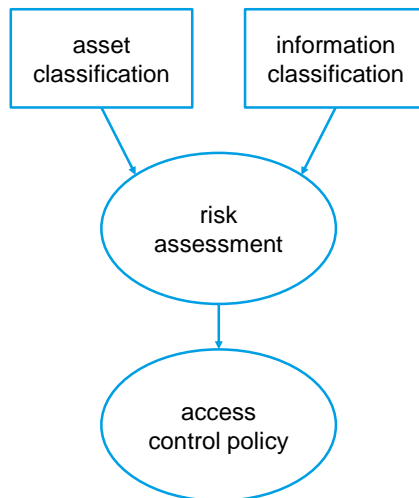 asset
classification
information
classification
risk
assessment
access
control policy